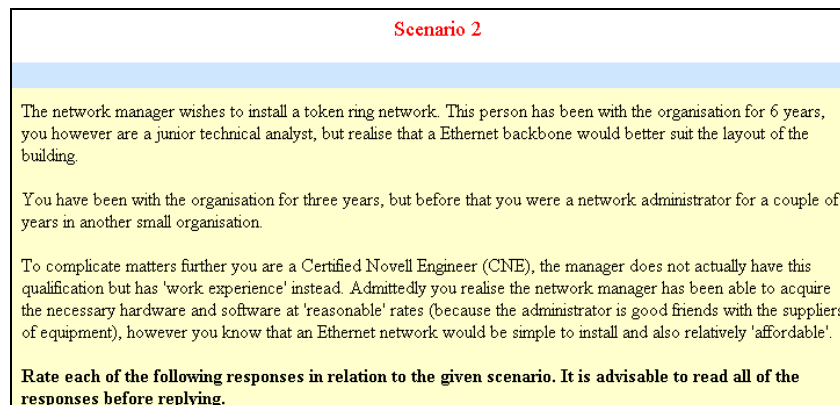 Scenario 2
The network manager wishes to install a token ring network. This person has been with the organisation for 6 years,
you however are a junior technical analyst, but realise that a Ethernet backbone would better suit the layout of the
building.
You have been with the organisation for three years, but before that you were a network administrator for a couple of
years in another small organisation.
To complicate matters further you are a Certified Novell Engineer (CNE), the manager does not actually have this
qualification but has 'work experience' instead. Admittedly you realise the network manager has been able to acquire
the necessary hardware and software at 'reasonable' rates (because the administrator is good friends with the suppliers
of equipment), however you know that an Ethernet network would be simple to install and also relatively 'affordable'.
Rate each of the following responses in relation to the given scenario. It is advisable to read all of the
responses before replying.